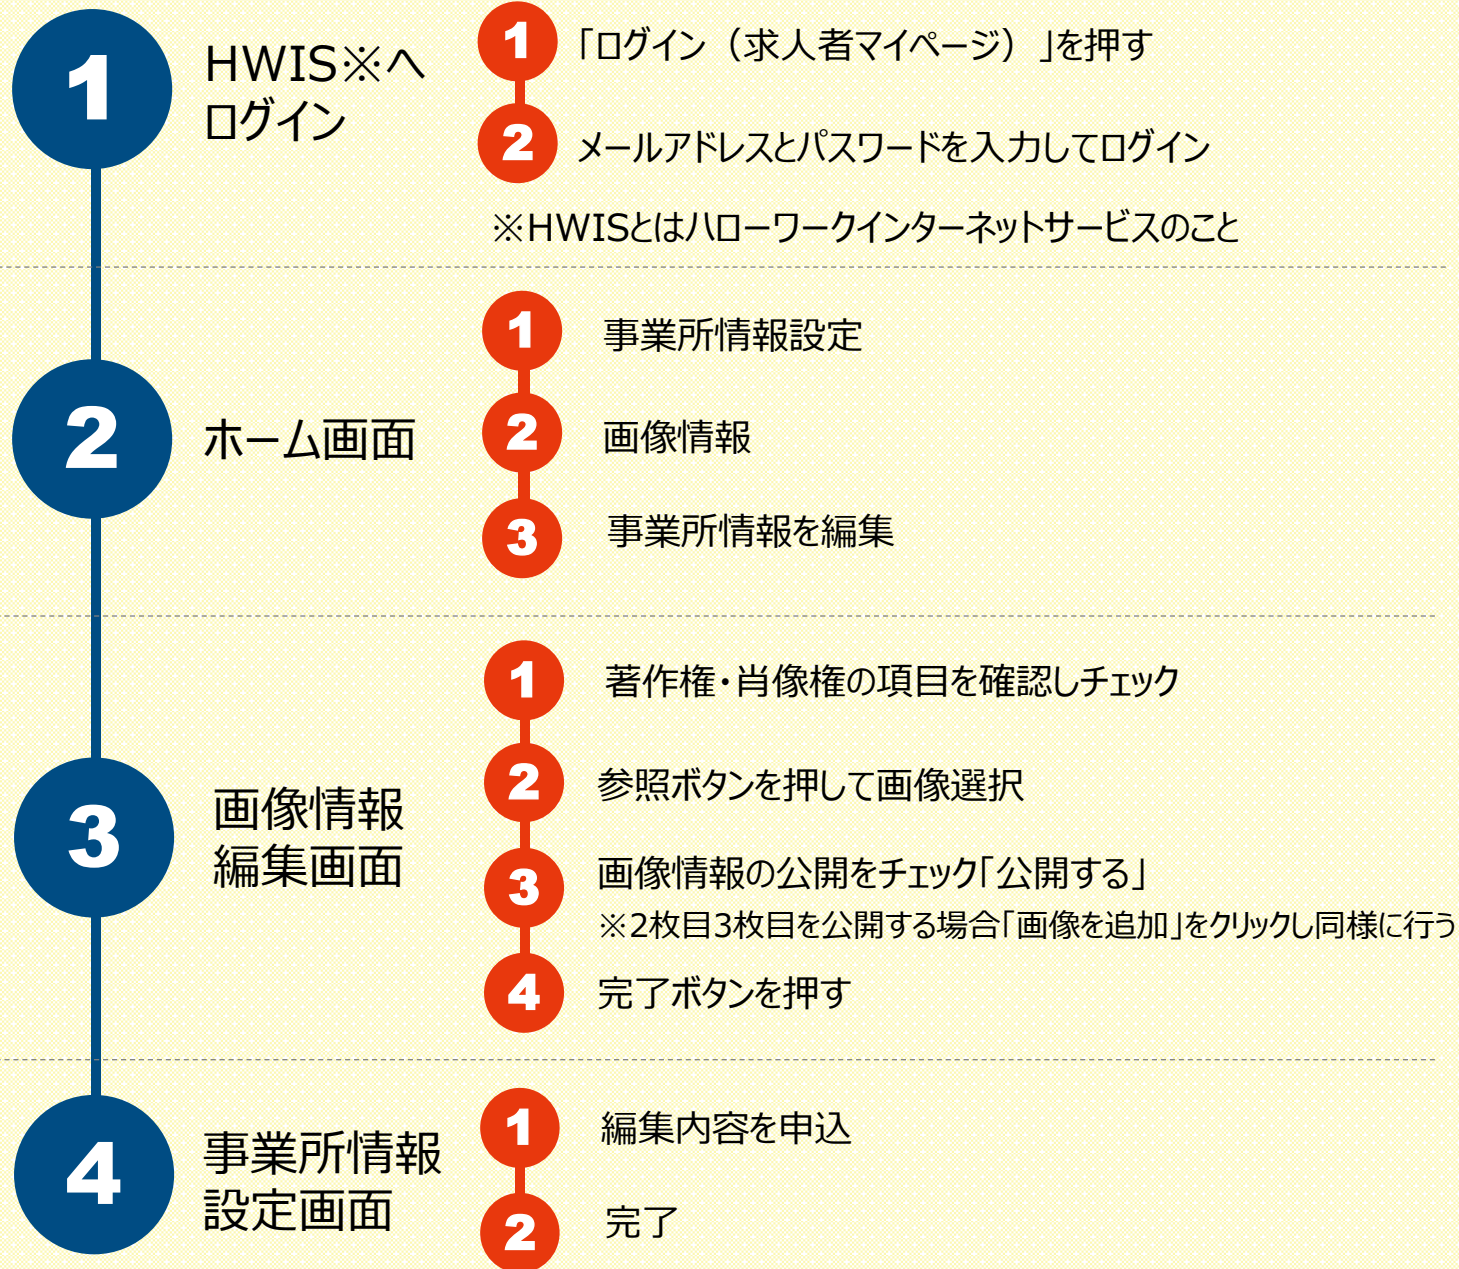 1
HWIS※へ
ログイン
1
「ログイン（求人者マイページ）」を押す
2
メールアドレスとパスワードを入力してログイン
※HWISとはハローワークインターネットサービスのこと
2
ホーム画面
1
事業所情報設定
2
画像情報
3
事業所情報を編集
3
画像情報
編集画面
1
著作権・肖像権の項目を確認しチェック
2
参照ボタンを押して画像選択
3
画像情報の公開をチェック「公開する」
※2枚目3枚目を公開する場合「画像を追加」をクリックし同様に行う
4
完了ボタンを押す
4
事業所情報
設定画面
1
編集内容を申込
2
完了